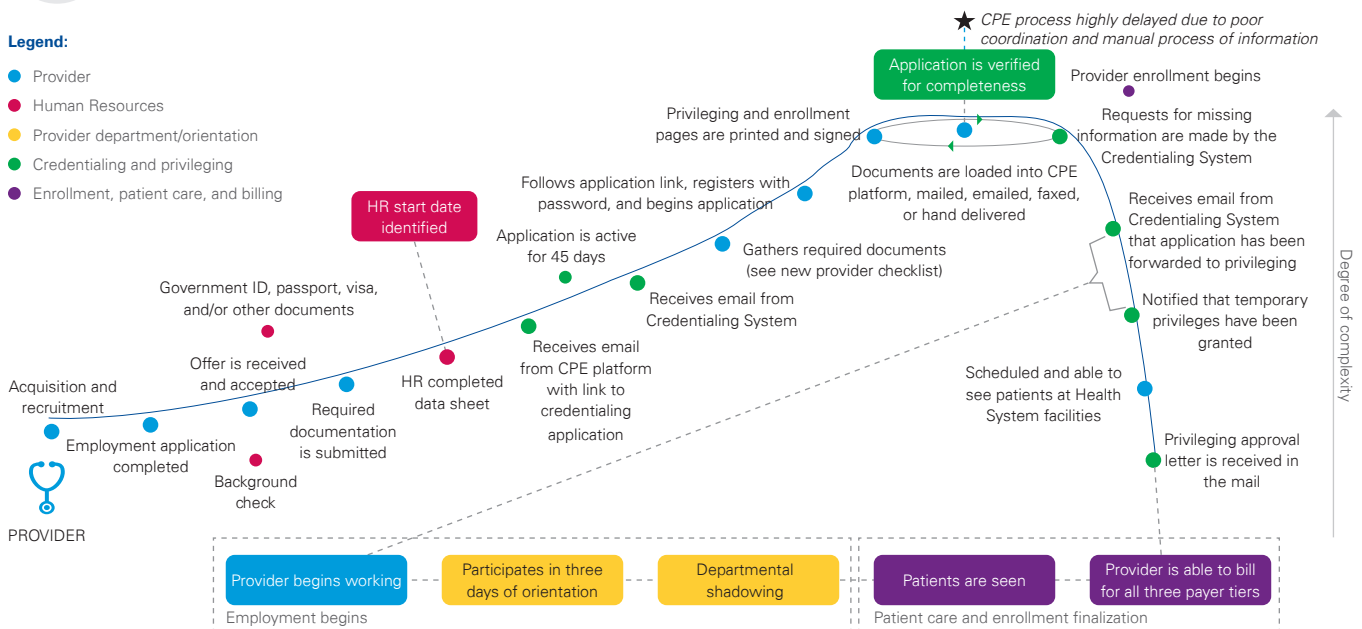 ★ CPE process highly delayed due to poor
coordination and manual process of information
Legend:
Provider
Human Resources
Provider department/orientation
Credentialing and privileging
Enrollment, patient care, and billing
Application is verified
for completeness
Provider enrollment begins
Privileging and enrollment
pages are printed and signed
Requests for missing
information are made by the
Credentialing System
Documents are loaded into CPE
platform, mailed, emailed, faxed,
or hand delivered
Follows application link, registers with
password, and begins application
HR start date
identified
Receives email from
Credentialing System
that application has been
forwarded to privileging
Application is active
for 45 days
Gathers required documents
(see new provider checklist)
Government ID, passport, visa,
and/or other documents
Receives email from
Credentialing System
Notified that temporary
privileges have been
granted
Degree of complexity
Receives email
from CPE platform
with link to
credentialing
application
Offer is received
and accepted
HR completed
data sheet
Scheduled and able to
see patients at Health
System facilities
Acquisition and
recruitment
Required
documentation
is submitted
Employment application
completed
Privileging approval
letter is received in
the mail
Background
check
PROVIDER
Provider begins working
Participates in three
days of orientation
Departmental
shadowing
Patients are seen
Provider is able to bill
for all three payer tiers
Employment begins
Patient care and enrollment finalization